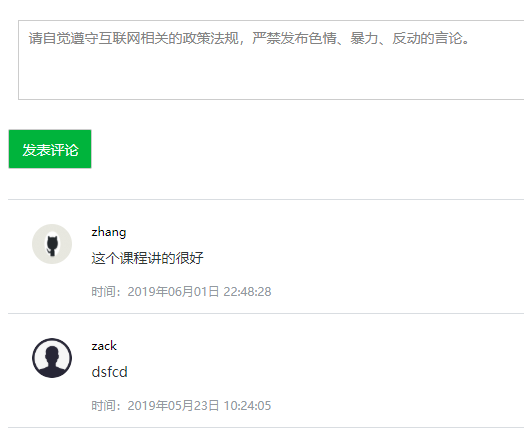 请自觉遵守互联网相关的政策法规，严禁发布色情、暴力、反动的言论。
发表评论
zhang
这个课程讲的很好
时间：2019年06月01日 22:48:28
zack
dsfcd
时间：2019年05月23日 10:24:05